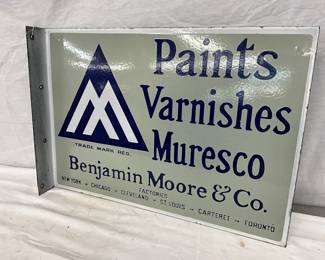 Paints
Varnishes
Muresco
TRADE MARK REG.
Benjamin Moore & Co.
FACTORIES
NEW YORK - CHICAGO - CLEVELAND - ST. LOUIS - CARTERET - TORONTO